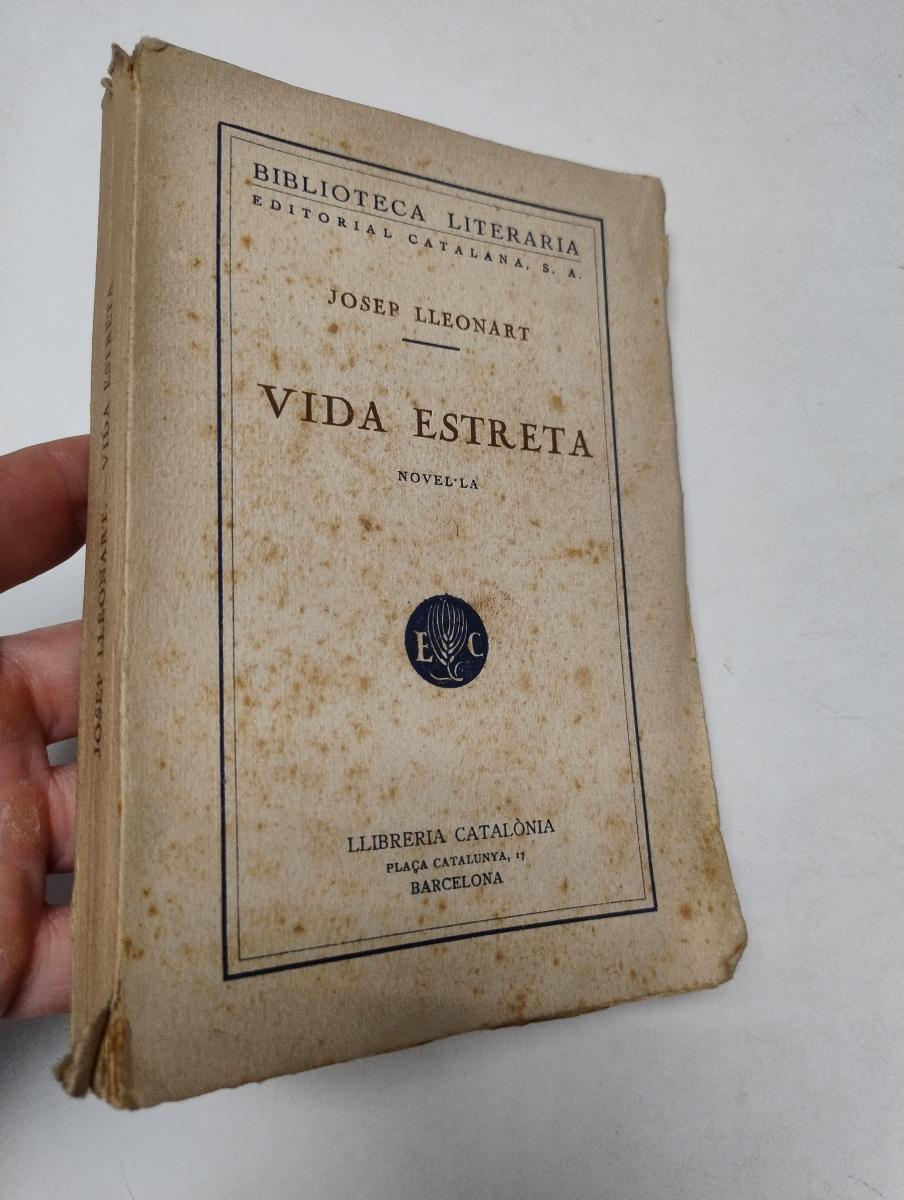 BIBLIOTECA LITERARIA
EDITORIAL CATALANA, S. A.
JOSEP LLEONART
VIDA ESTRETA
NOVEL·LA
E C
LLIBRERIA CATALÒNIA
PLAÇA CATALUNYA, 17
BARCELONA
JOSEP LLEONART VIDA ESTRETA